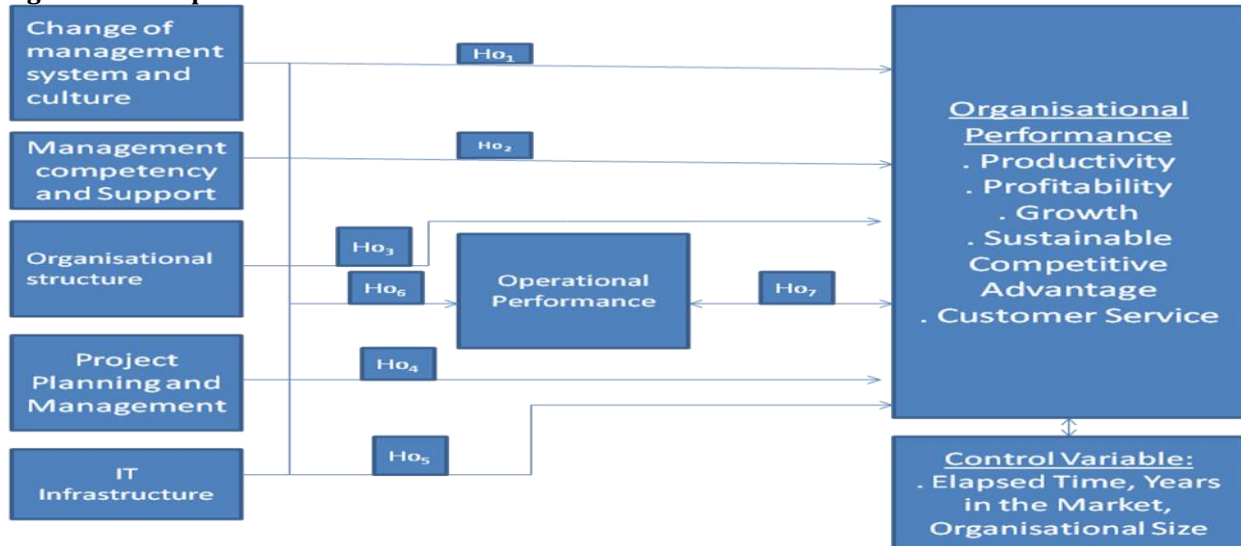 Change of
management
system and
culture
Ho₁
Management
competency
and Support
Ho₂
Organisational
structure
Ho₃
Ho₆
Operational
Performance
Ho₇
Project
Planning and
Management
Ho₄
IT
Infrastructure
Ho₅
Organisational
Performance
. Productivity
. Profitability
. Growth
. Sustainable
Competitive
Advantage
. Customer Service
Control Variable:
. Elapsed Time, Years
in the Market,
Organisational Size